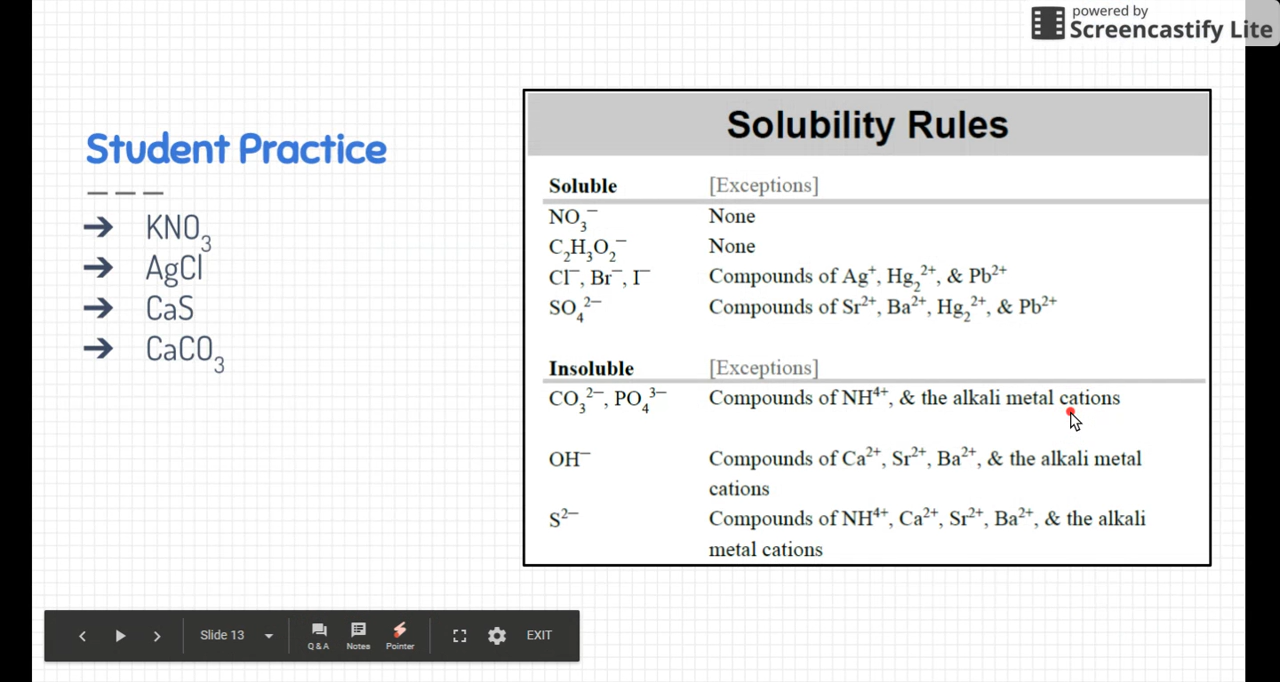 powered by
Screencastify Lite
Student Practice
➔ KNO₃
➔ AgCl
➔ CaS
➔ CaCO₃
Solubility Rules
Soluble [Exceptions]
NO₃⁻ None
C₂H₃O₂⁻ None
Cl⁻, Br⁻, I⁻ Compounds of Ag⁺, Hg₂²⁺, & Pb²⁺
SO₄²⁻ Compounds of Sr²⁺, Ba²⁺, Hg₂²⁺, & Pb²⁺
Insoluble [Exceptions]
CO₃²⁻, PO₄³⁻ Compounds of NH⁴⁺, & the alkali metal cations
OH⁻ Compounds of Ca²⁺, Sr²⁺, Ba²⁺, & the alkali metal
cations
S²⁻ Compounds of NH⁴⁺, Ca²⁺, Sr²⁺, Ba²⁺, & the alkali
metal cations
Slide 13
Q & A
Notes
Pointer
EXIT